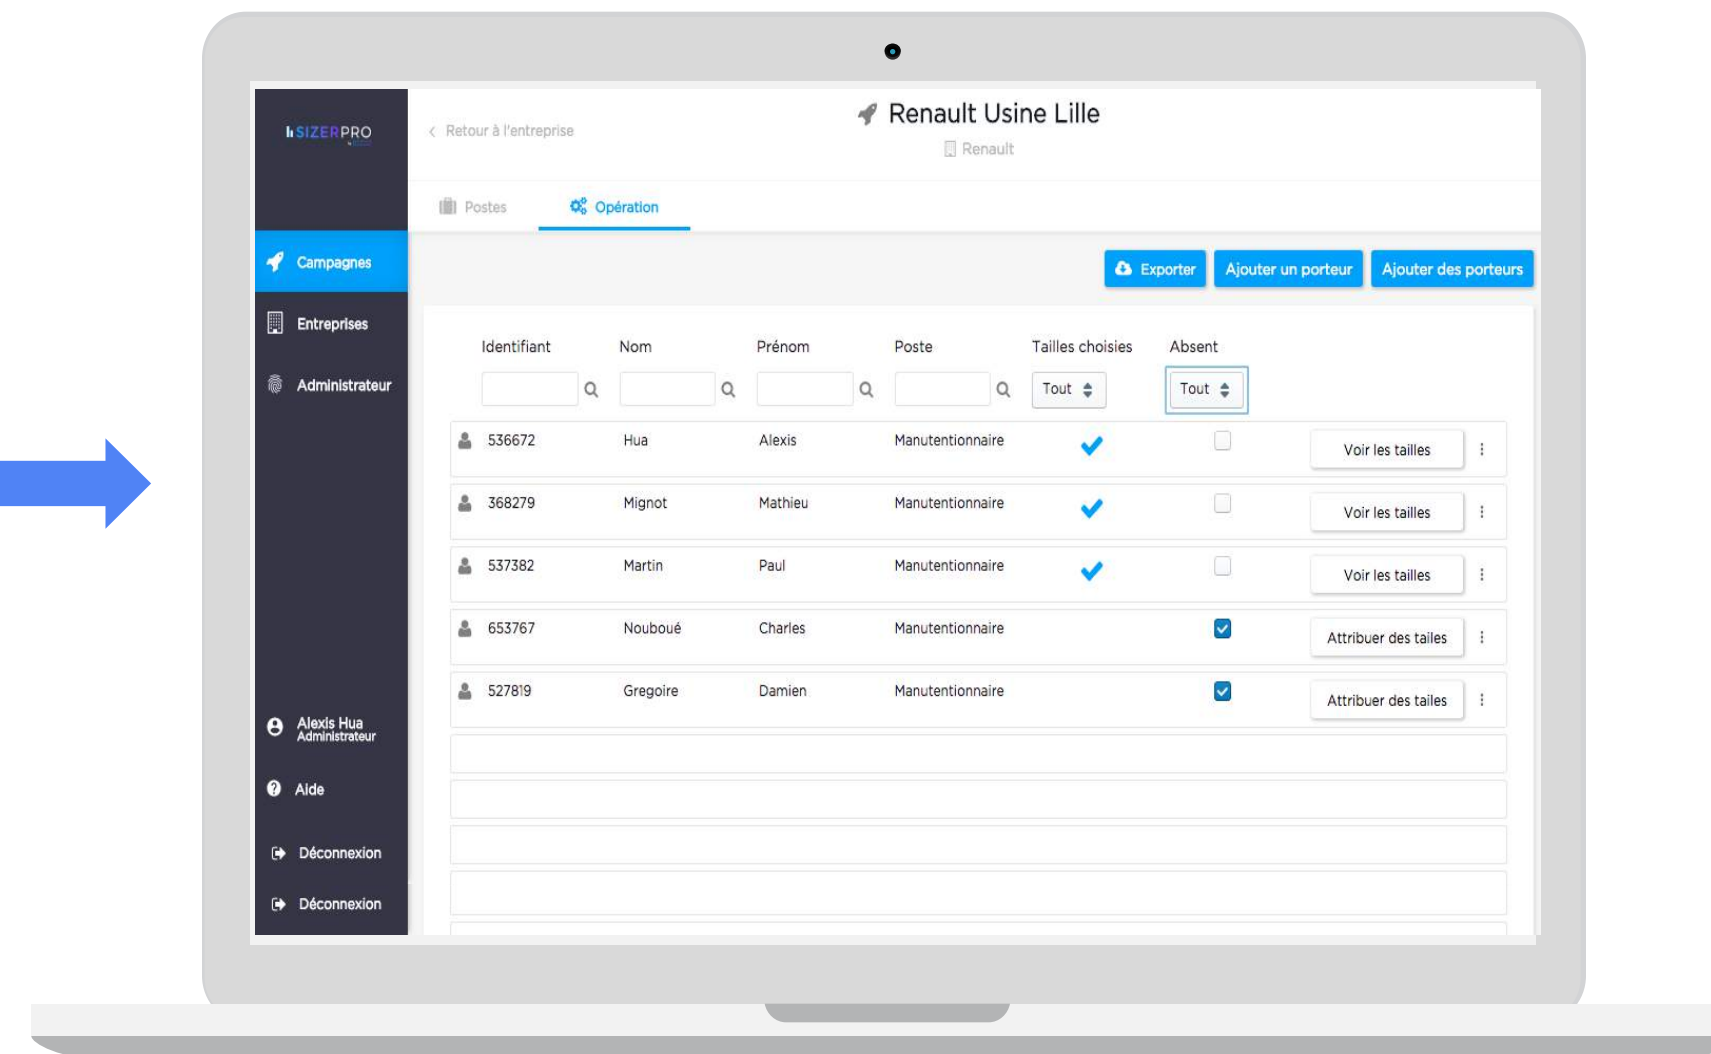 SIZERPRO
Retour à l'entreprise
Renault Usine Lille
Renault
Postes
Opération
Campagnes
Entreprises
Administrateur
Exporter
Ajouter un porteur
Ajouter des porteurs
Identifiant Nom Prénom Poste Tailles choisies Absent
Tout Tout
536672 Hua Alexis Manutentionnaire Voir les tailles
368279 Mignot Mathieu Manutentionnaire Voir les tailles
537382 Martin Paul Manutentionnaire Voir les tailles
653767 Nouboué Charles Manutentionnaire Attribuer des tailes
527819 Gregoire Damien Manutentionnaire Attribuer des tailes
Alexis Hua
Administrateur
Aide
Déconnexion
Déconnexion